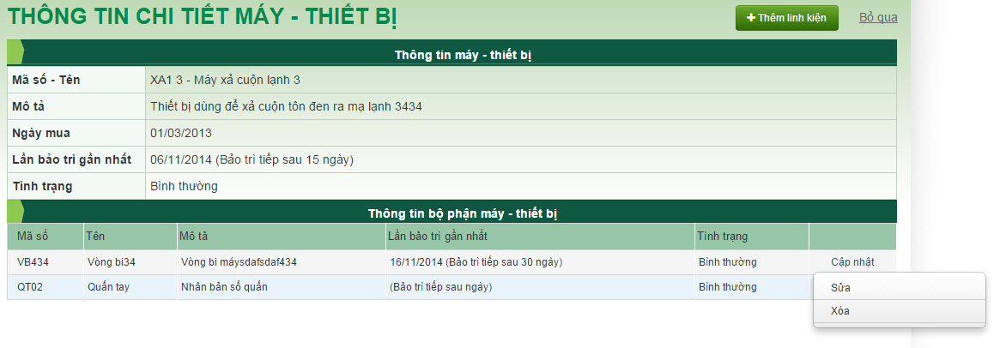 THÔNG TIN CHI TIẾT MÁY - THIẾT BỊ
Thêm linh kiện
Bỏ qua
Thông tin máy - thiết bị
Mã số - Tên XA1 3 - Máy xả cuộn lạnh 3
Mô tả Thiết bị dùng để xả cuộn tôn đen ra mạ lạnh 3434
Ngày mua 01/03/2013
Lần bảo trì gần nhất 06/11/2014 (Bảo trì tiếp sau 15 ngày)
Tình trạng Bình thường
Thông tin bộ phận máy - thiết bị
Mã số Tên Mô tả Lần bảo trì gần nhất Tình trạng
VB434 Vòng bi34 Vòng bi máysdafsdaf434 16/11/2014 (Bảo trì tiếp sau 30 ngày) Bình thường Cập nhật
QT02 Quấn tay Nhân bản số quấn (Bảo trì tiếp sau ngày) Bình thường
Sửa
Xóa